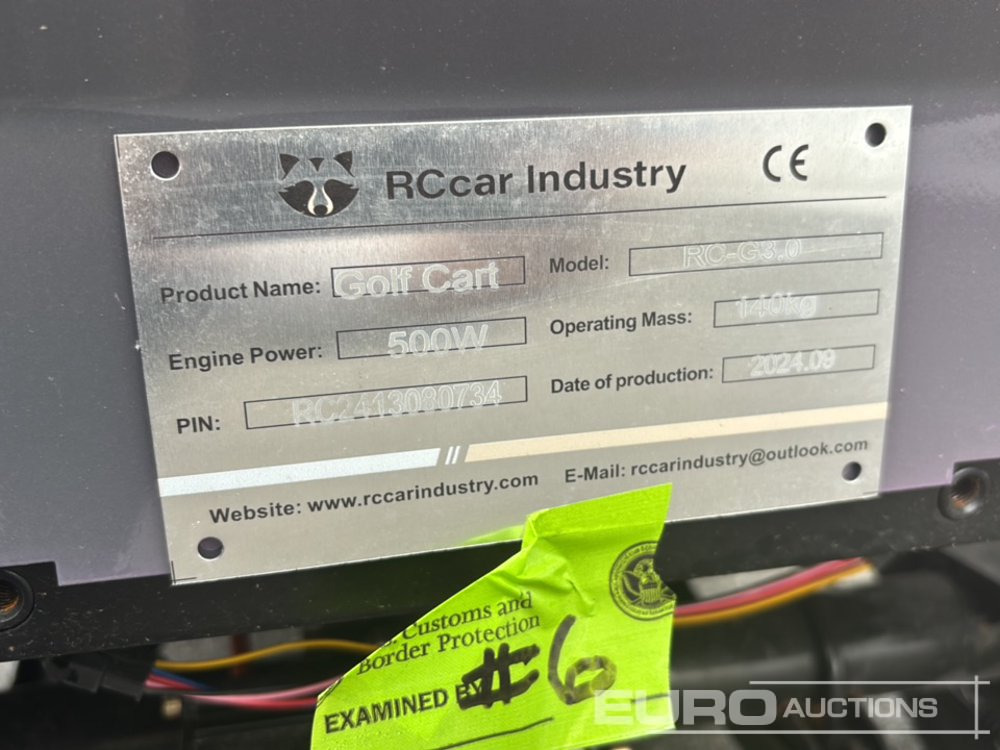 RCcar Industry CE
Product Name: Golf Cart Model: RC-G3.0
Engine Power: 500W Operating Mass: 140kg
PIN: RC2413080734 Date of production: 2024.09
Website: www.rccarindustry.com E-Mail: rccarindustry@outlook.com
Customs and
Border Protection
EXAMINED BY #6
EURO AUCTIONS